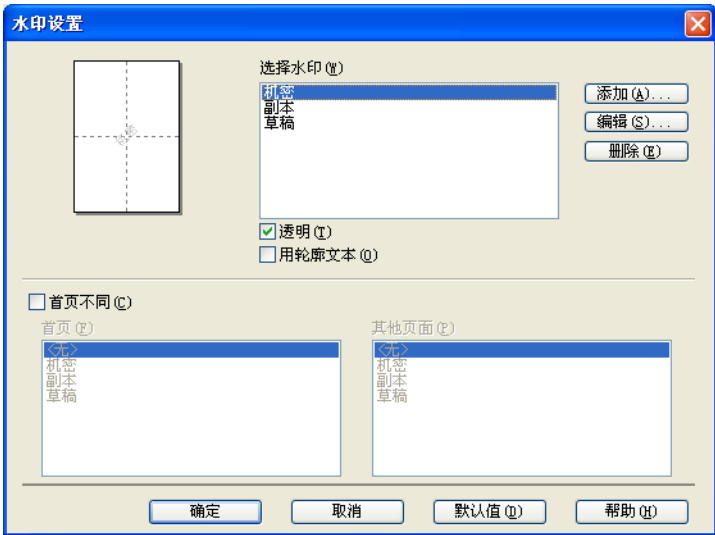 水印设置
选择水印(W)
机密
副本
草稿
添加(A)...
编辑(S)...
删除(E)
机密
透明(T)
用轮廓文本(O)
首页不同(C)
首页(F)
<无>
机密
副本
草稿
其他页面(P)
<无>
机密
副本
草稿
确定
取消
默认值(D)
帮助(H)